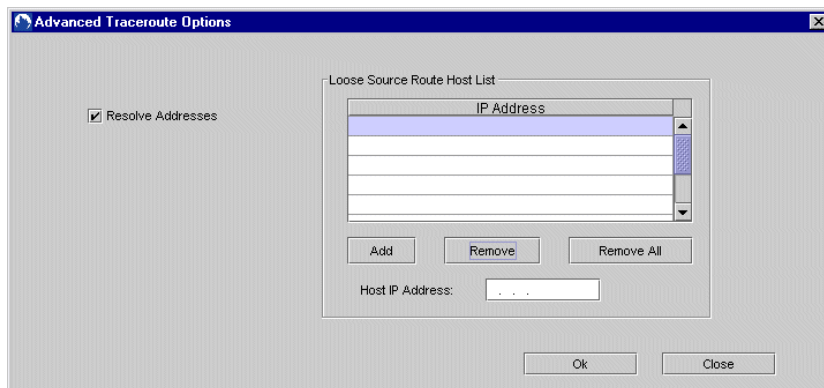 Advanced Traceroute Options
Loose Source Route Host List
IP Address
Resolve Addresses
Add Remove Remove All
Host IP Address: . . .
Ok Close